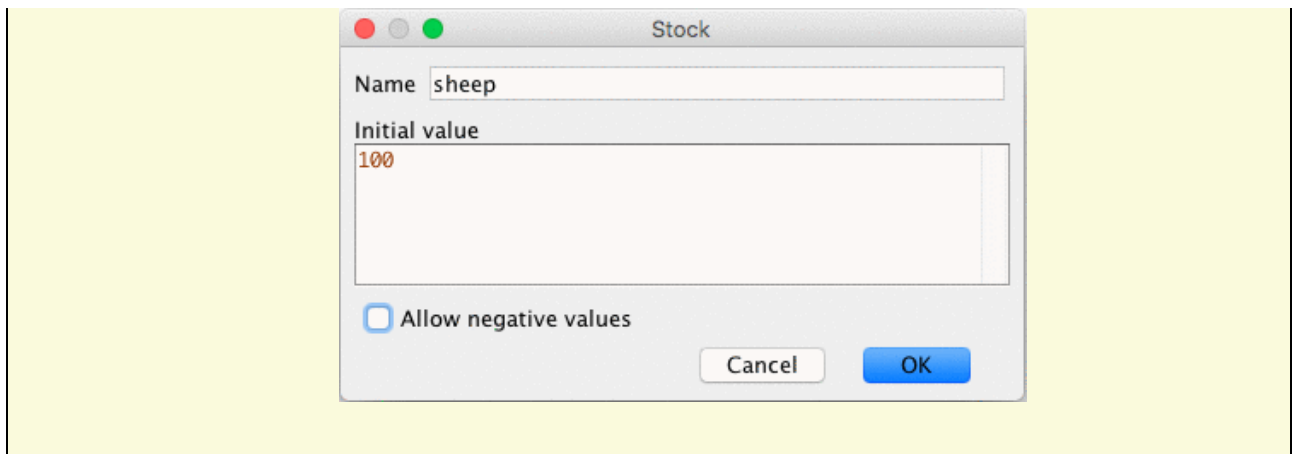 Stock
Name sheep
Initial value
100
Allow negative values
Cancel OK